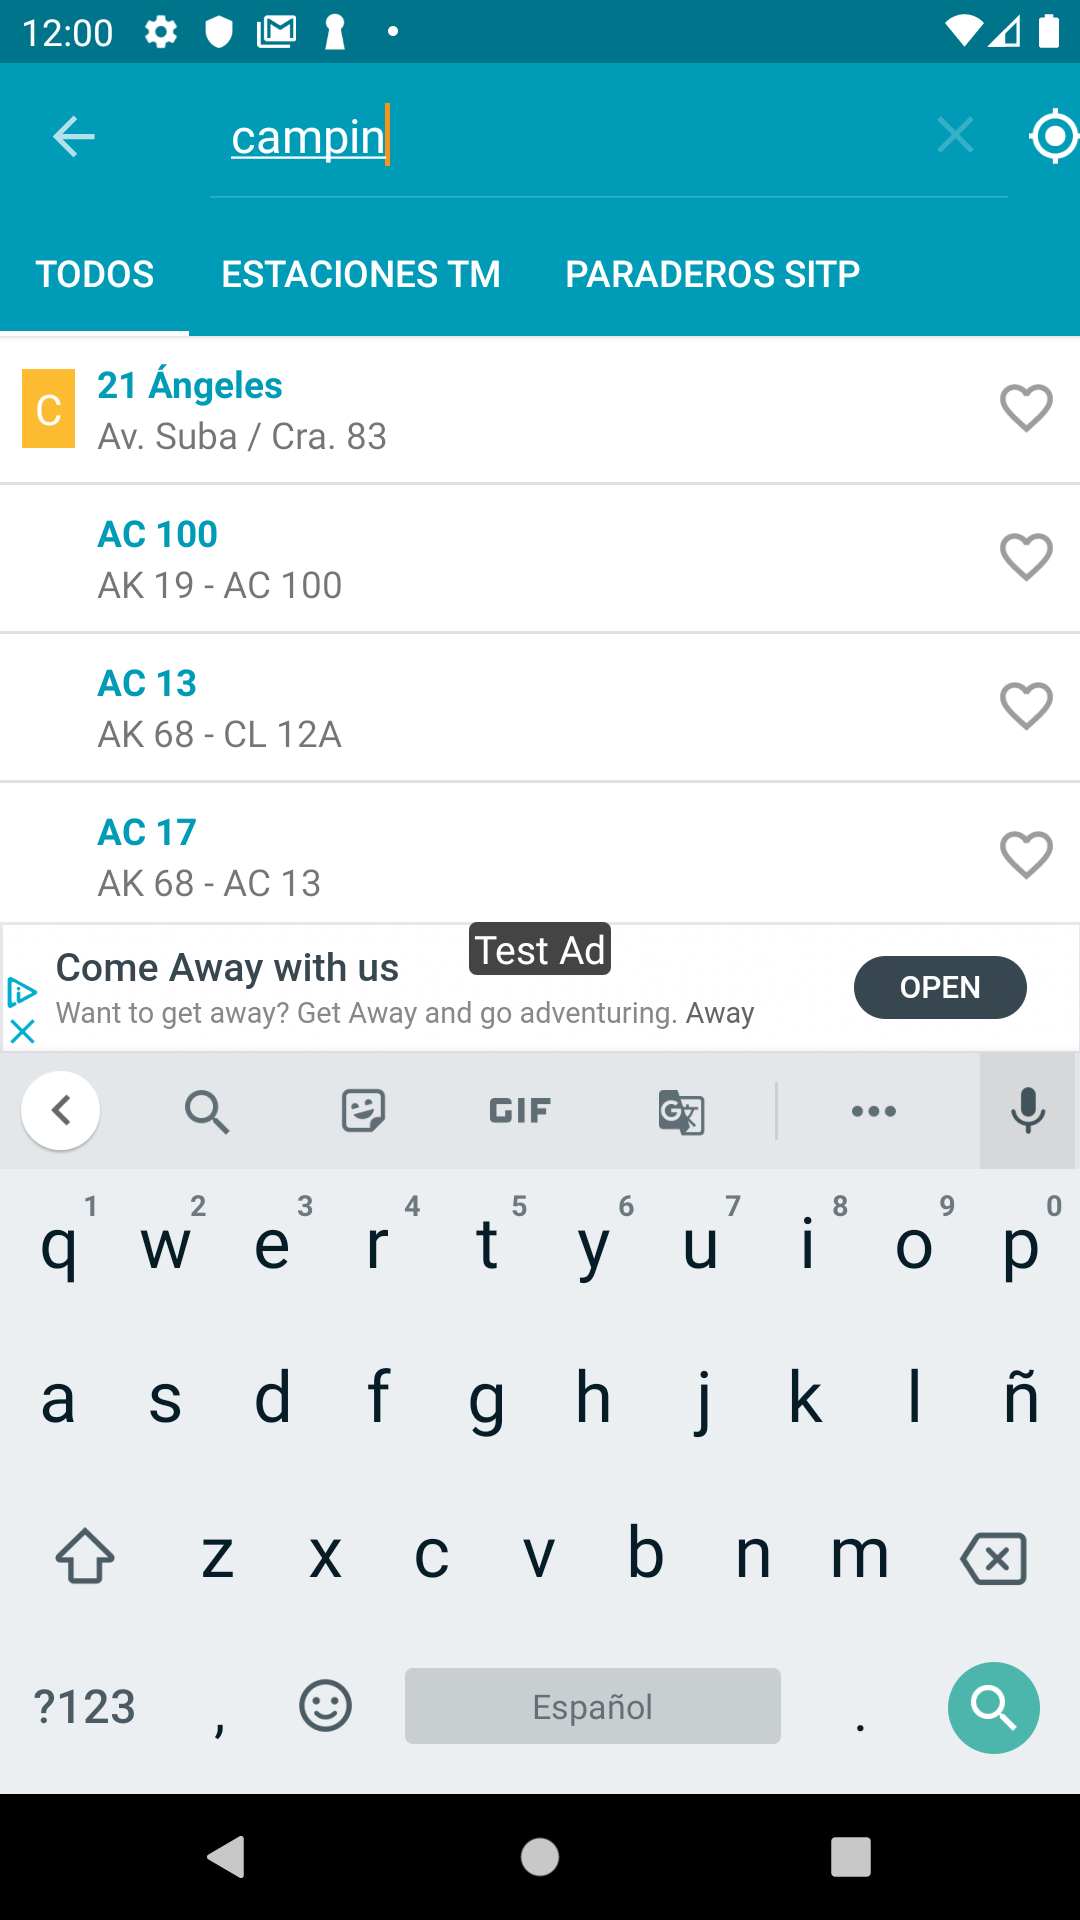 12:00
campin
TODOS
ESTACIONES TM
PARADEROS SITP
C
21 Ángeles
Av. Suba / Cra. 83
AC 100
AK 19 - AC 100
AC 13
AK 68 - CL 12A
AC 17
AK 68 - AC 13
Test Ad
Come Away with us
Want to get away? Get Away and go adventuring. Away
OPEN
GIF
G
1 2 3 4 5 6 7 8 9 0
q w e r t y u i o p
a s d f g h j k l ñ
z x c v b n m
?123 , Español .